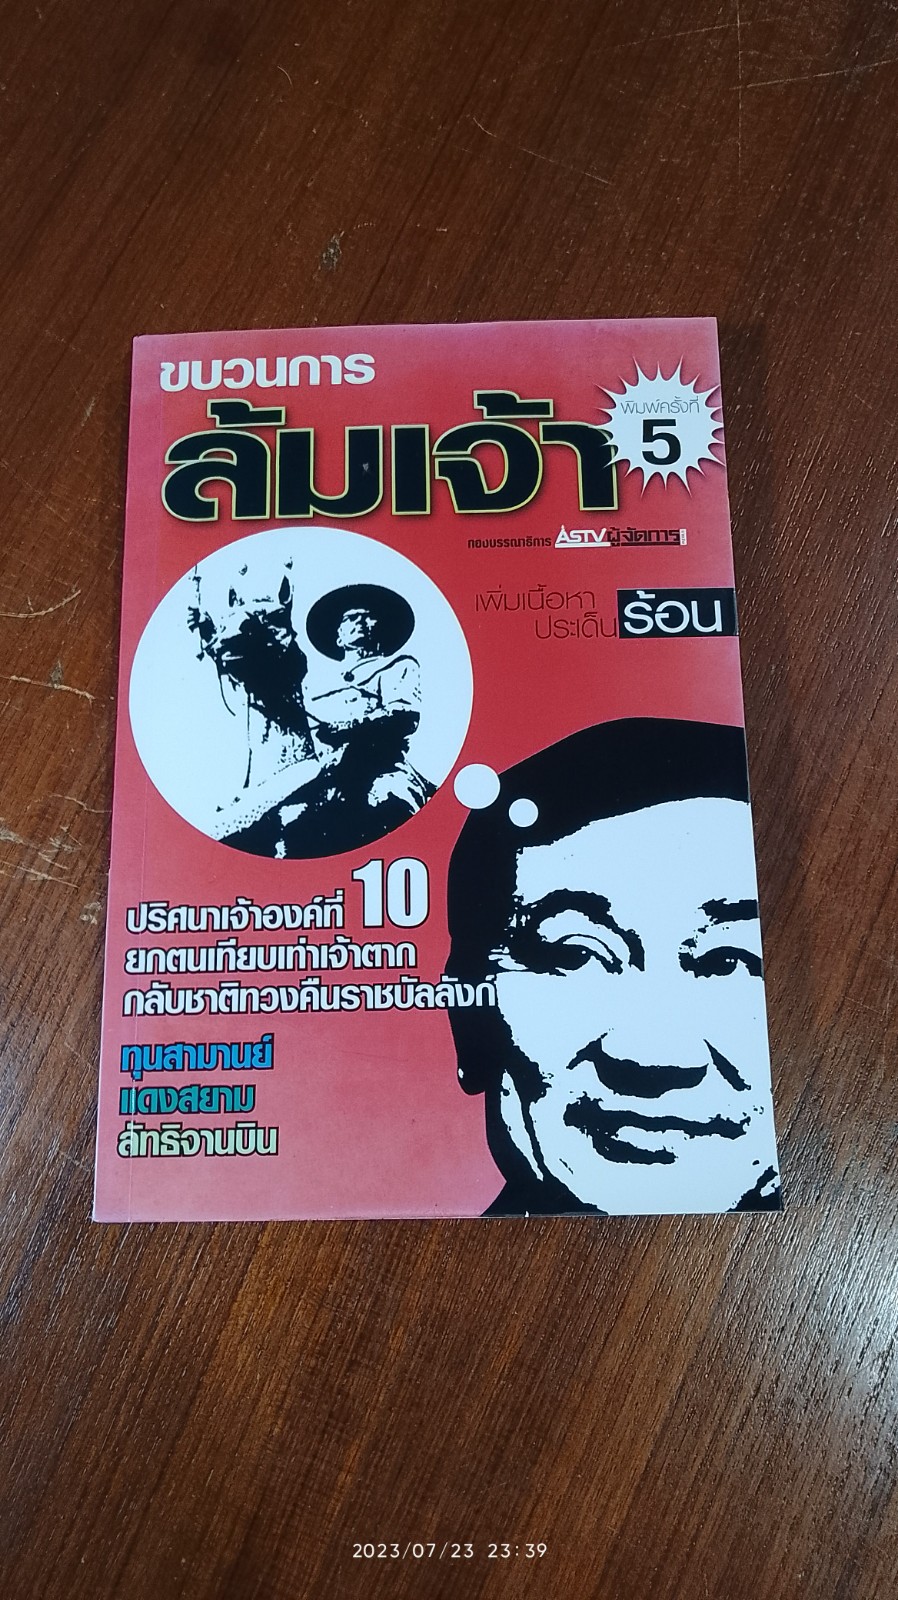 ขบวนการ
ล้มเจ้า
พิมพ์ครั้งที่
5
กองบรรณาธิการ ASTVผู้จัดการ
เพิ่มเนื้อหา
ประเด็น ร้อน
ปริศนาเจ้าองค์ที่ 10
ยกตนเทียบเท่าเจ้าตาก
กลับชาติทวงคืนราชบัลลังก์
ทุนสามานย์
แดงสยาม
ลัทธิจานบิน
2023/07/23 23:39